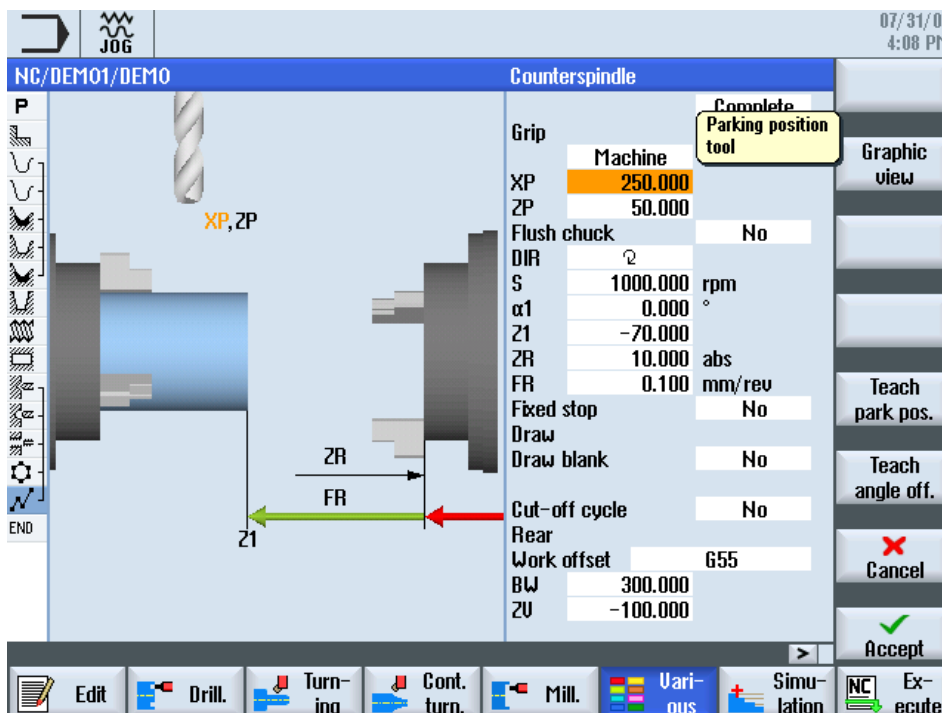 07/31/0
4:08 PM
JOG
NC/DEMO1/DEMO
Counterspindle
P
END
XP, ZP
ZR
FR
Z1
Complete
Parking position
tool
Grip
Machine
XP 250.000
ZP 50.000
Flush chuck No
DIR
S 1000.000 rpm
α1 0.000 °
Z1 -70.000
ZR 10.000 abs
FR 0.100 mm/rev
Fixed stop No
Draw
Draw blank No
Cut-off cycle No
Rear
Work offset G55
BW 300.000
ZV -100.000
Graphic
view
Teach
park pos.
Teach
angle off.
Cancel
Accept
>
Edit
Drill.
Turn-
ing
Cont.
turn.
Mill.
Vari-
ous
Simu-
lation
NC
Ex-
ecute